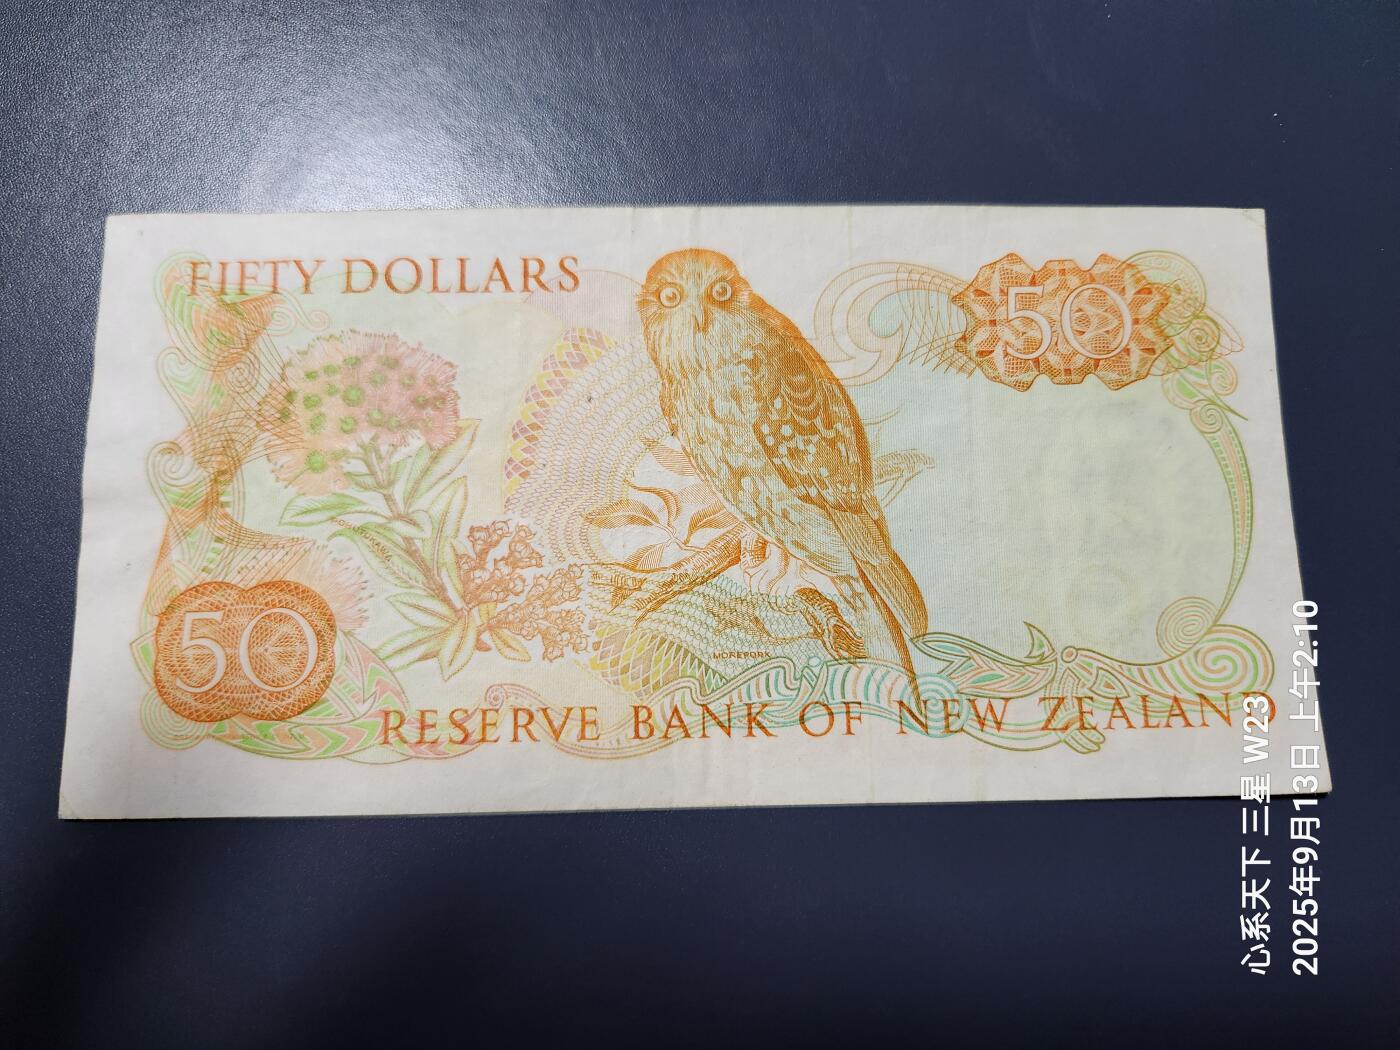 FIFTY DOLLARS
50
POHUTUKAWA
50
MOREPORK
RESERVE BANK OF NEW ZEALAND
心系天下 三星 W23
2025年9月13日 上午2:10